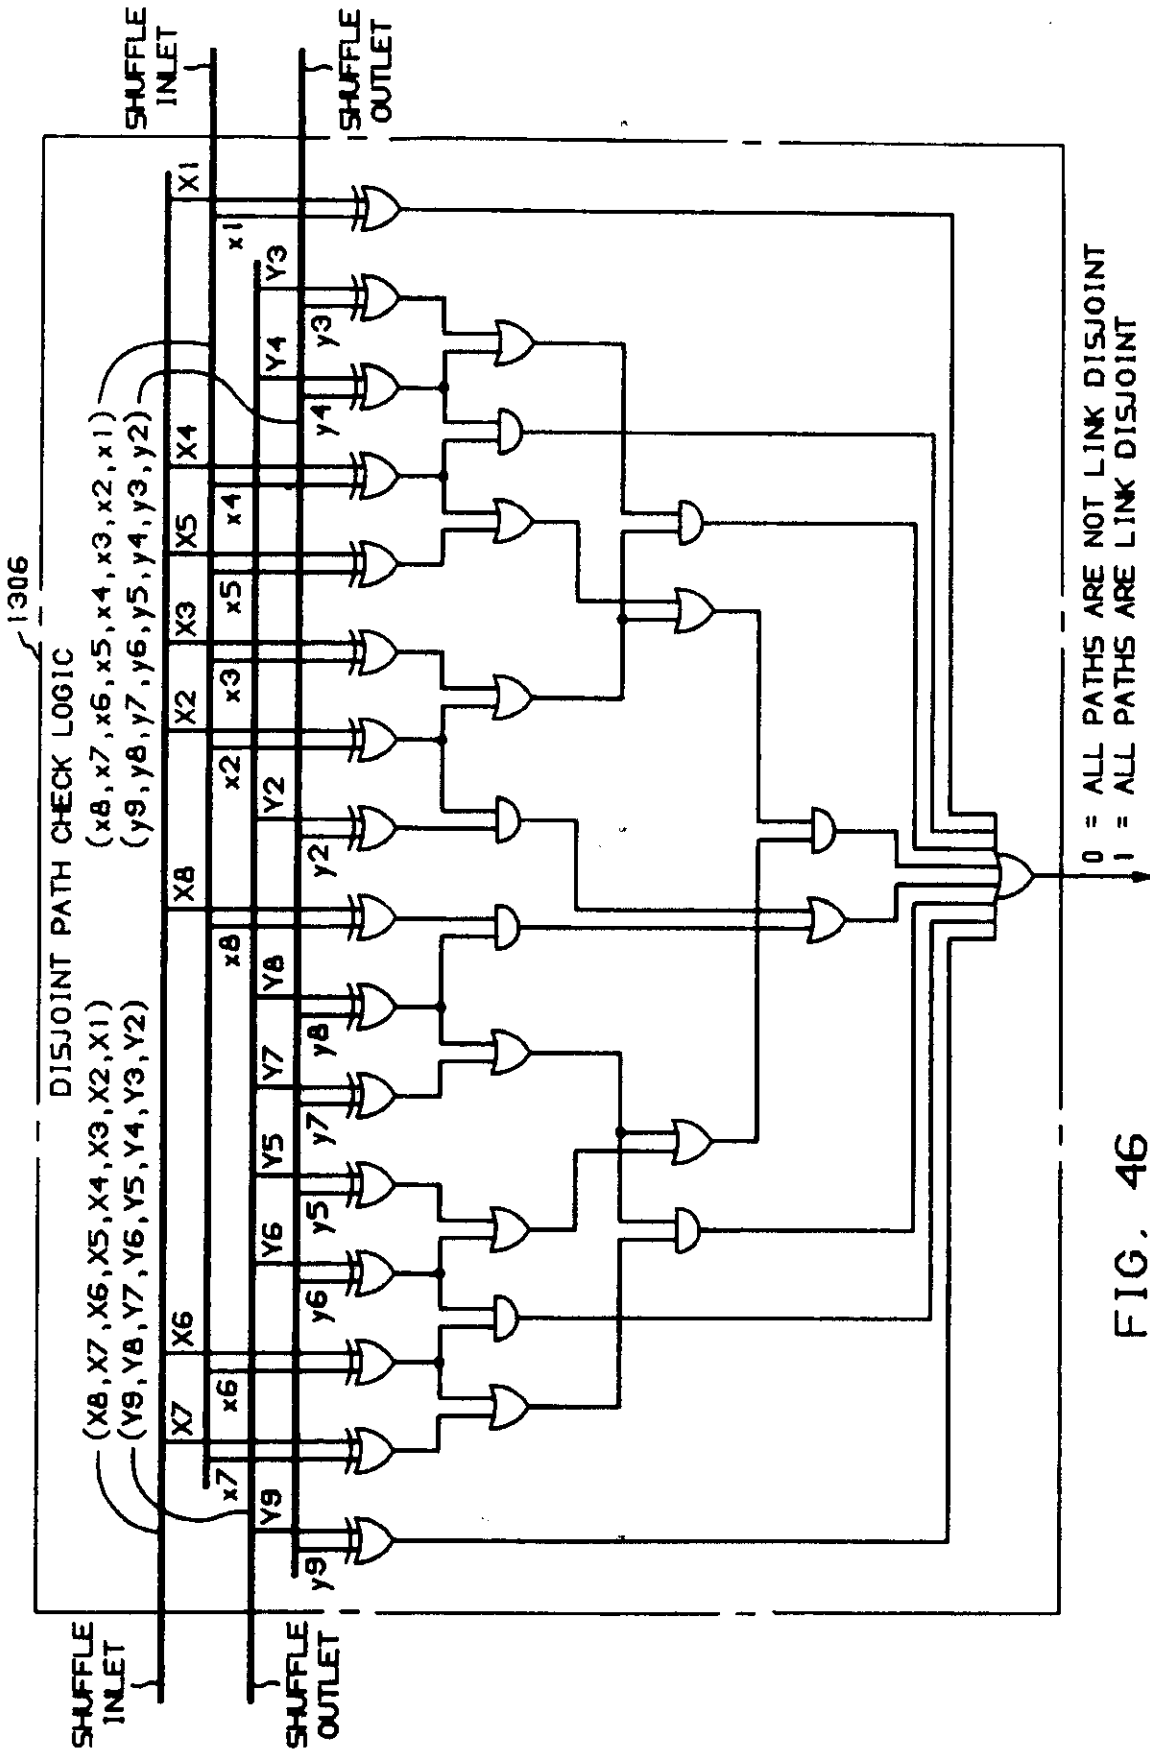 1306
DISJOINT PATH CHECK LOGIC
SHUFFLE
INLET
(X8,X7,X6,X5,X4,X3,X2,X1)
(Y9,Y8,Y7,Y6,Y5,Y4,Y3,Y2)
(x8,x7,x6,x5,x4,x3,x2,x1)
(y9,y8,y7,y6,y5,y4,y3,y2)
SHUFFLE
INLET
X7
X6
X8
X2
X3
X5
X4
X1
x7
x6
x8
x2
x3
x5
x4
x1
Y9
Y6
Y5
Y7
Y8
Y2
Y4
Y3
SHUFFLE
OUTLET
y9
y6
y5
y7
y8
y2
y4
y3
SHUFFLE
OUTLET
0 = ALL PATHS ARE NOT LINK DISJOINT
1 = ALL PATHS ARE LINK DISJOINT
FIG. 46